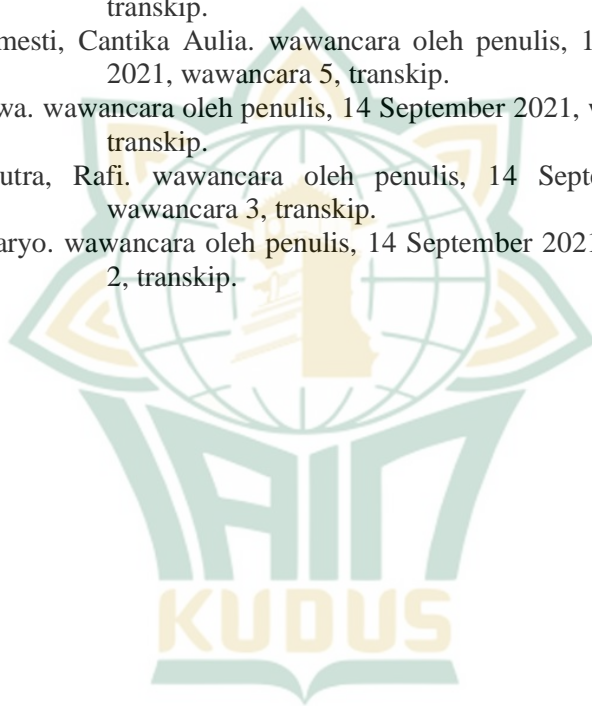 transkip.
mesti, Cantika Aulia. wawancara oleh penulis, 1
2021, wawancara 5, transkip.
wa. wawancara oleh penulis, 14 September 2021,
transkip.
utra, Rafi. wawancara oleh penulis, 14 Septe
wawancara 3, transkip.
aryo. wawancara oleh penulis, 14 September 2021
2, transkip.
IAIN
KUDUS